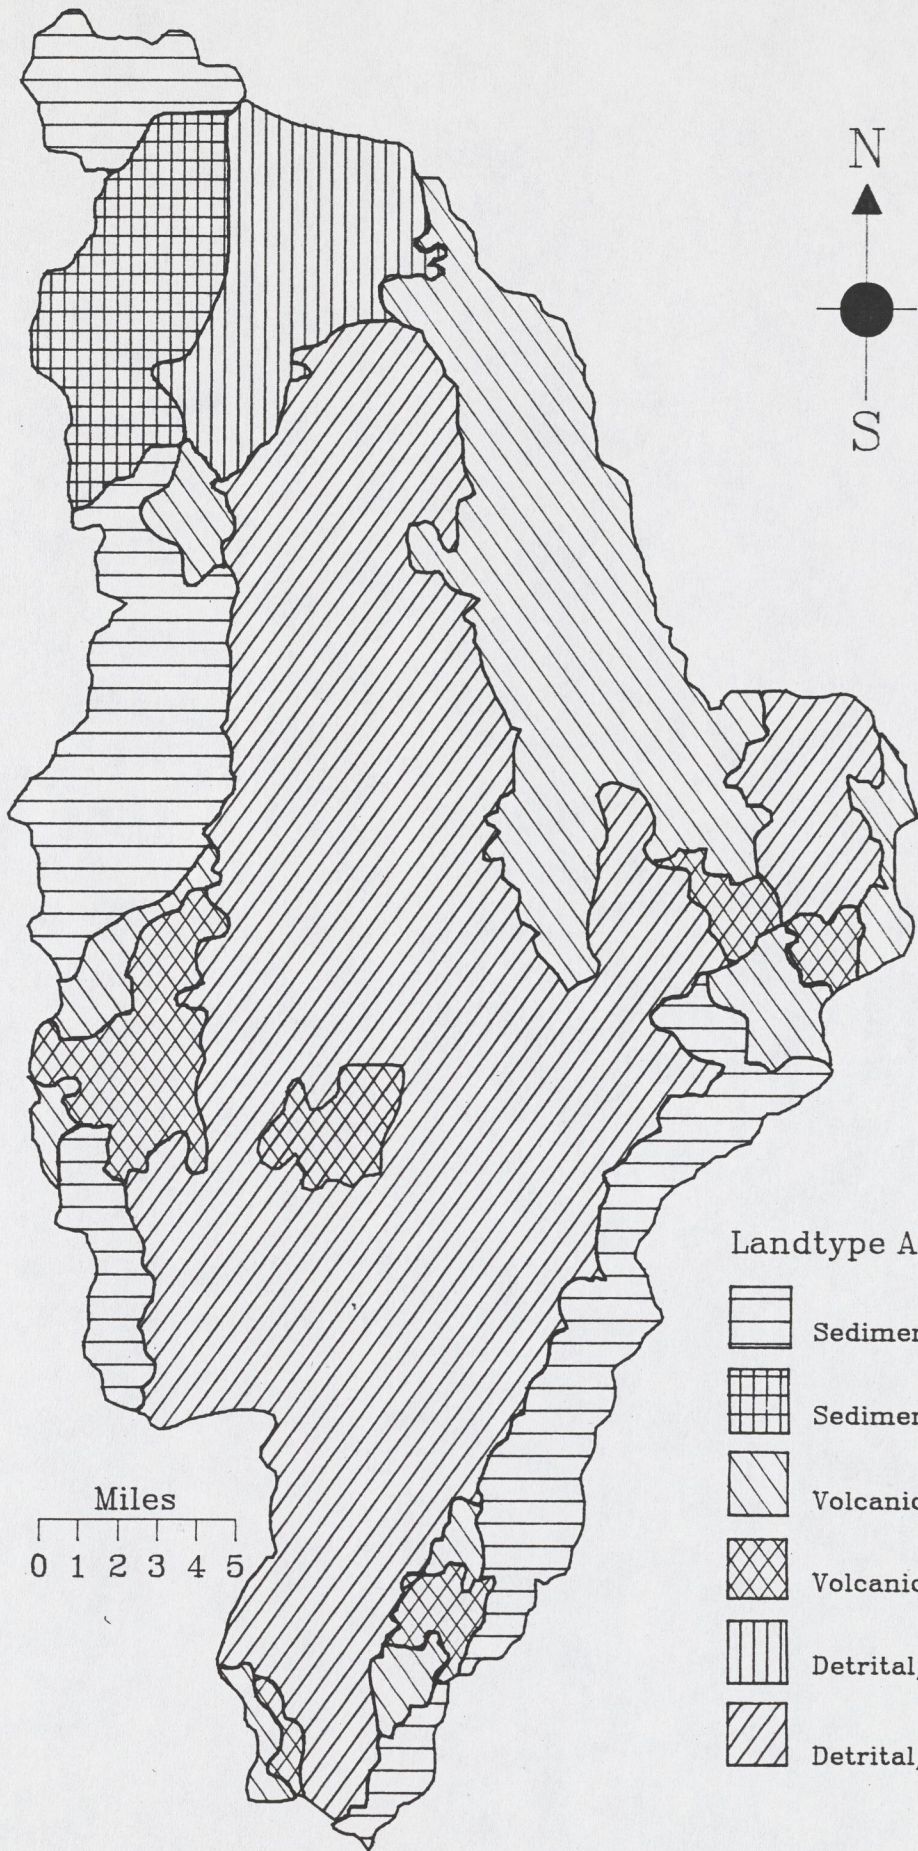 N
S
Landtype A
Sedimen
Sedimen
Volcanic
Volcanic
Detrital,
Detrital,
Miles
0 1 2 3 4 5